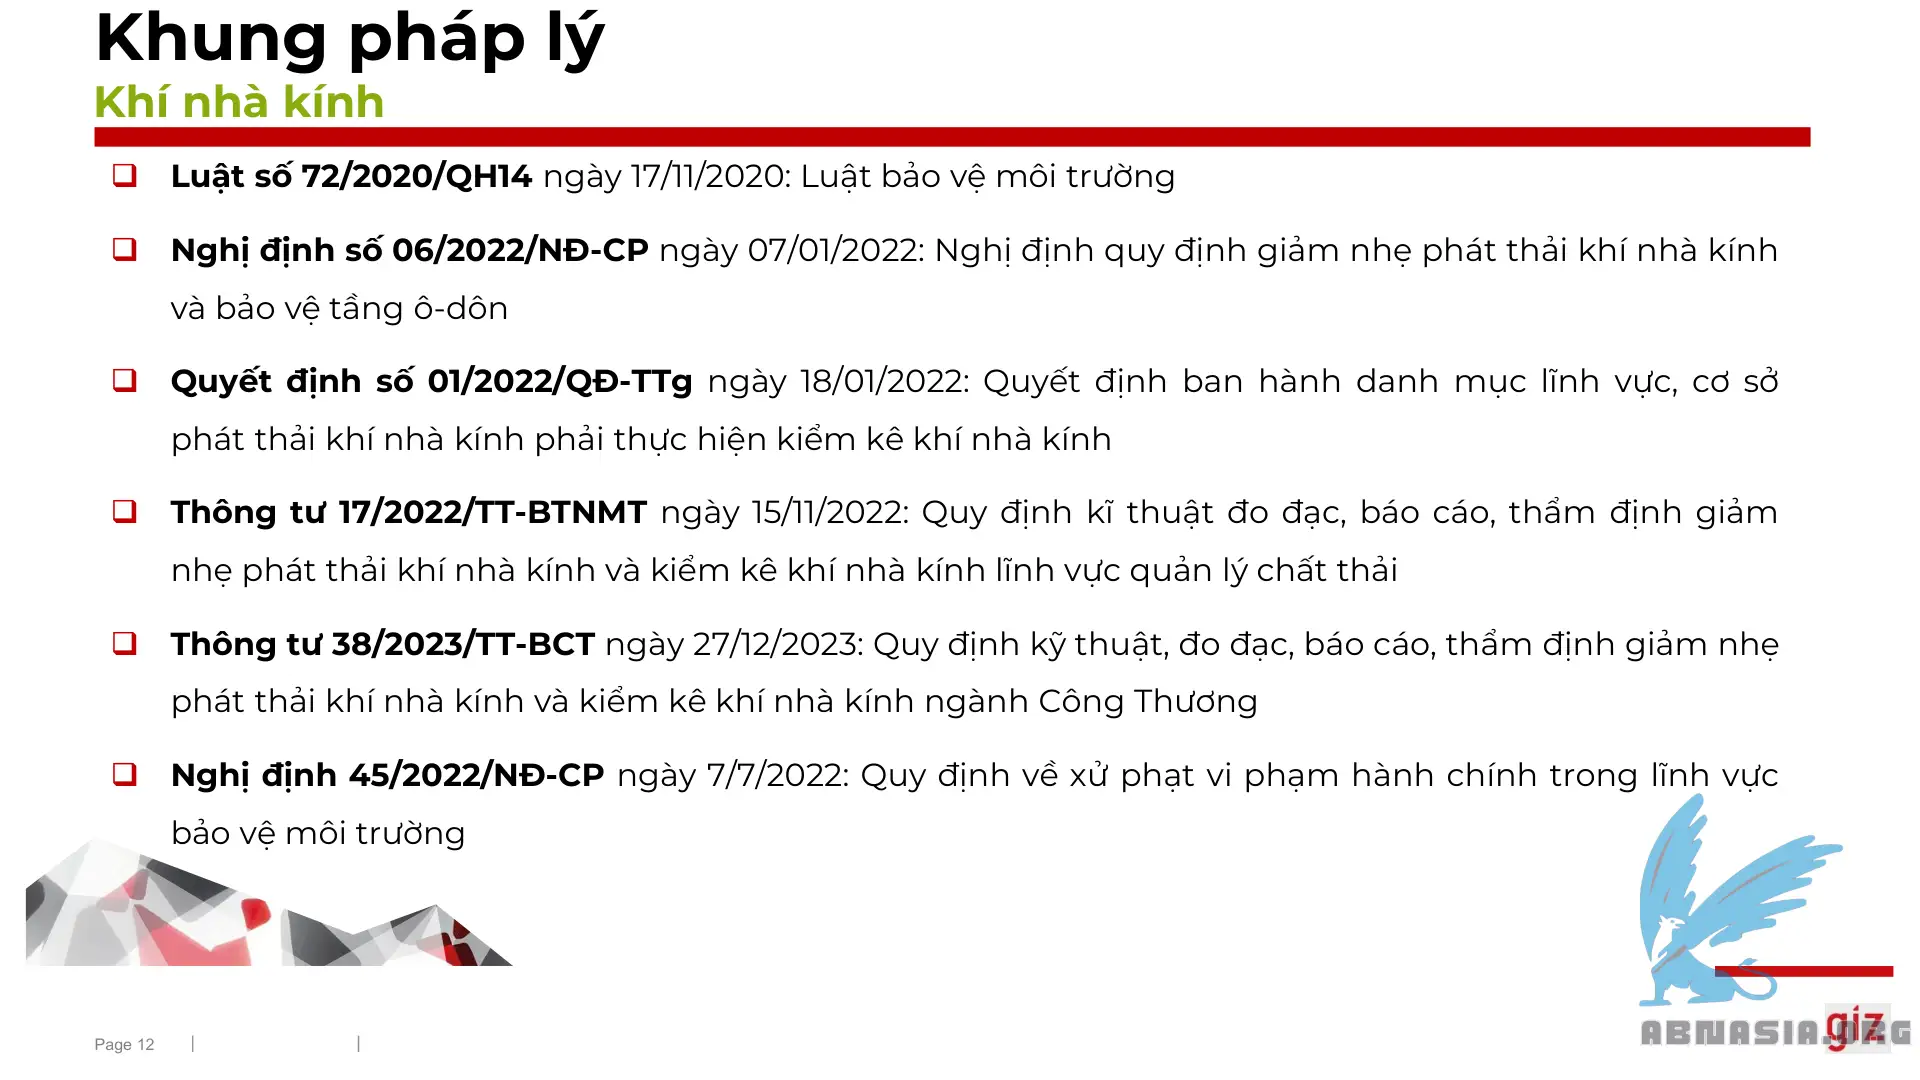 Khung pháp lý
Khí nhà kính
Luật số 72/2020/QH14 ngày 17/11/2020: Luật bảo vệ môi trường
Nghị định số 06/2022/NĐ-CP ngày 07/01/2022: Nghị định quy định giảm nhẹ phát thải khí nhà kính
và bảo vệ tầng ô-dôn
Quyết định số 01/2022/QĐ-TTg ngày 18/01/2022: Quyết định ban hành danh mục lĩnh vực, cơ sở
phát thải khí nhà kính phải thực hiện kiểm kê khí nhà kính
Thông tư 17/2022/TT-BTNMT ngày 15/11/2022: Quy định kĩ thuật đo đạc, báo cáo, thẩm định giảm
nhẹ phát thải khí nhà kính và kiểm kê khí nhà kính lĩnh vực quản lý chất thải
Thông tư 38/2023/TT-BCT ngày 27/12/2023: Quy định kỹ thuật, đo đạc, báo cáo, thẩm định giảm nhẹ
phát thải khí nhà kính và kiểm kê khí nhà kính ngành Công Thương
Nghị định 45/2022/NĐ-CP ngày 7/7/2022: Quy định về xử phạt vi phạm hành chính trong lĩnh vực
bảo vệ môi trường
Page 12
ABNASIA.ORG
giz